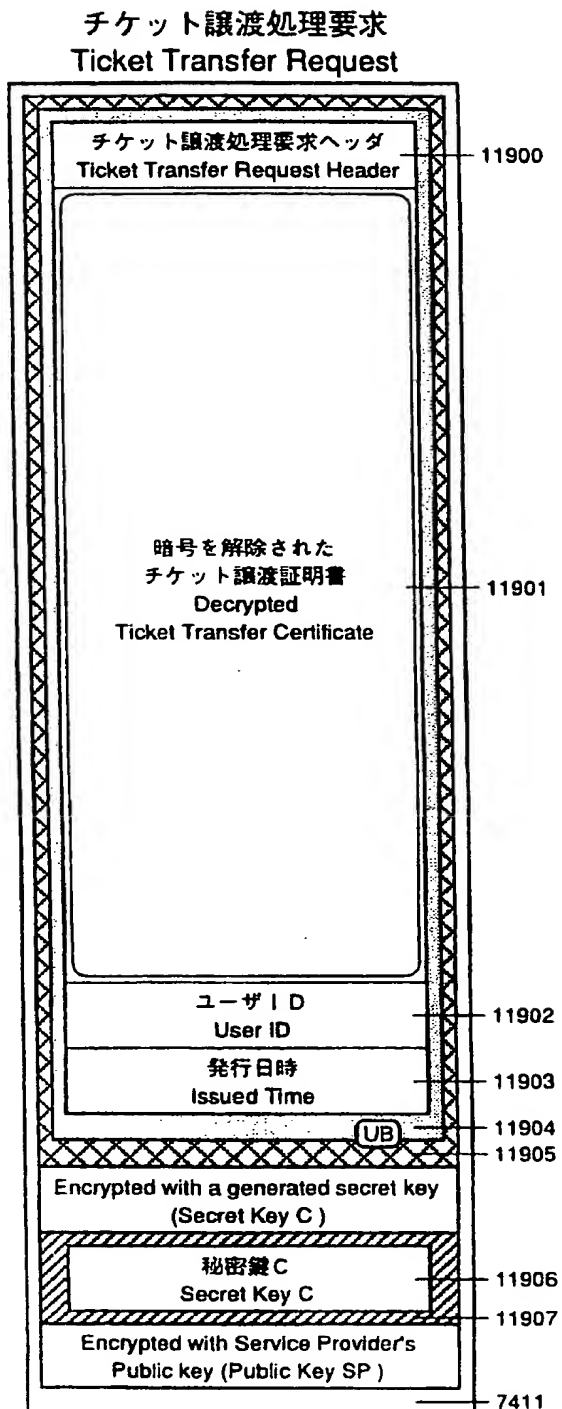 チケット譲渡処理要求
Ticket Transfer Request
チケット譲渡処理要求ヘッダ
Ticket Transfer Request Header
11900
暗号を解除された
チケット譲渡証明書
Decrypted
Ticket Transfer Certificate
11901
ユーザID
User ID
11902
発行日時
Issued Time
11903
UB
11904
11905
Encrypted with a generated secret key
(Secret Key C )
秘密鍵C
Secret Key C
11906
11907
Encrypted with Service Provider's
Public key (Public Key SP )
7411